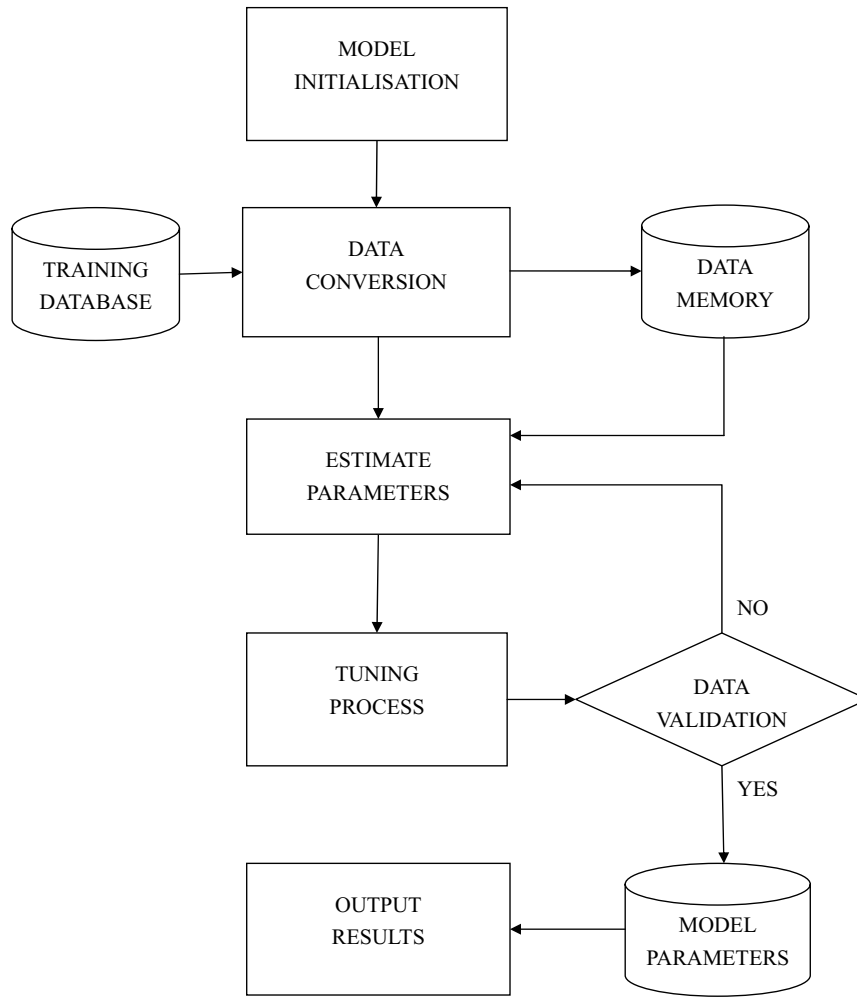 MODEL
INITIALISATION
TRAINING
DATABASE
DATA
CONVERSION
DATA
MEMORY
ESTIMATE
PARAMETERS
NO
TUNING
PROCESS
DATA
VALIDATION
YES
OUTPUT
RESULTS
MODEL
PARAMETERS